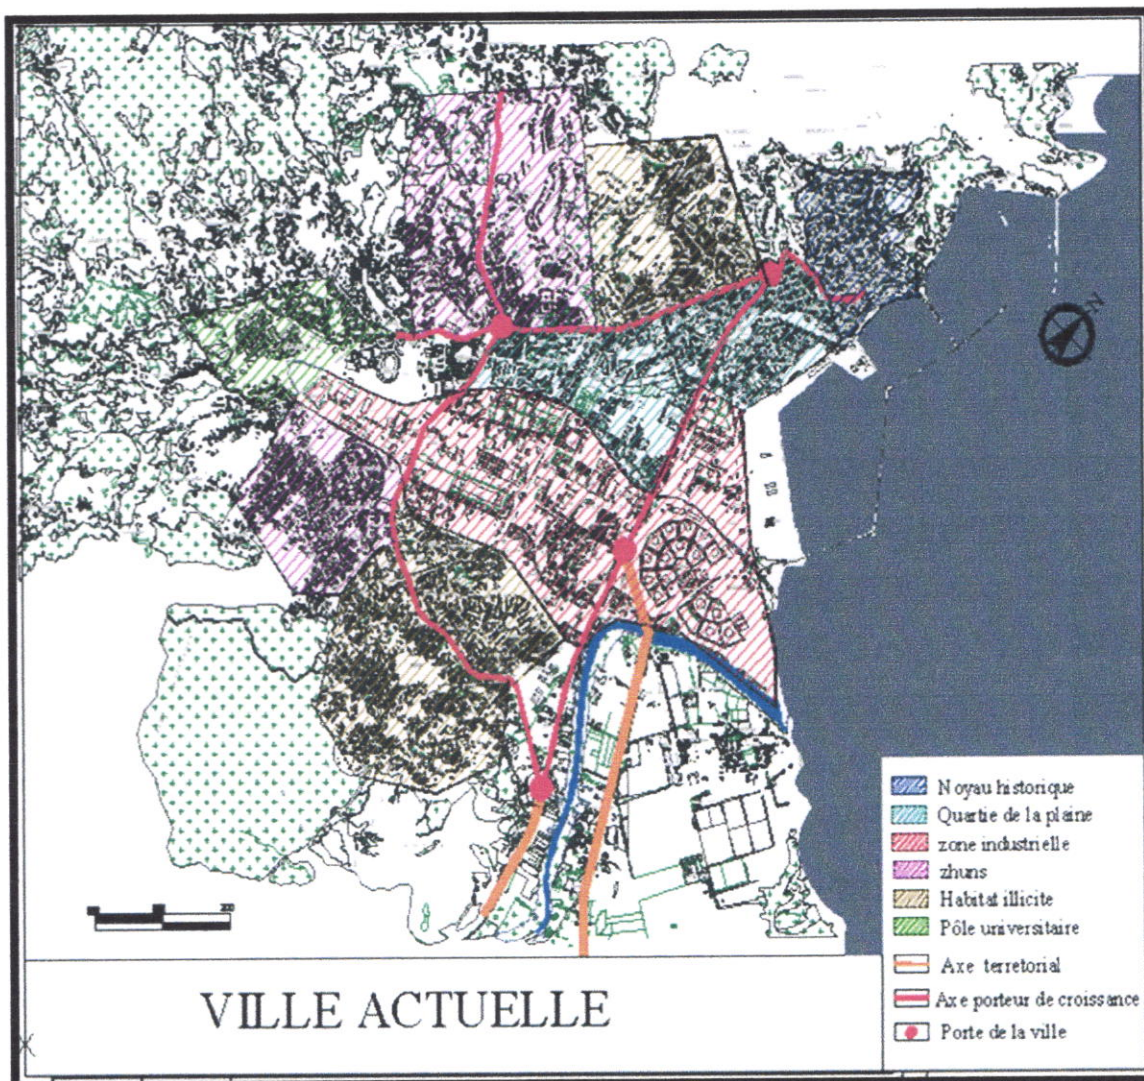 N
Noyau historique
Quartie de la plaine
zone industrielle
zhuns
Habitat illicite
Pôle universitaire
Axe terretorial
Axe porteur de croissance
Porte de la ville
200
VILLE ACTUELLE